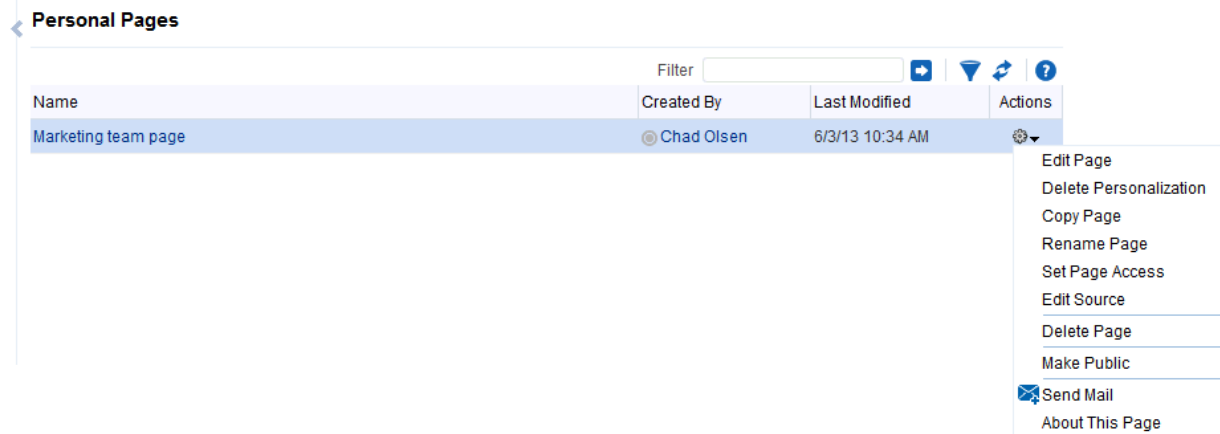 Personal Pages
Filter
Name Created By Last Modified Actions
Marketing team page Chad Olsen 6/3/13 10:34 AM
Edit Page
Delete Personalization
Copy Page
Rename Page
Set Page Access
Edit Source
Delete Page
Make Public
Send Mail
About This Page